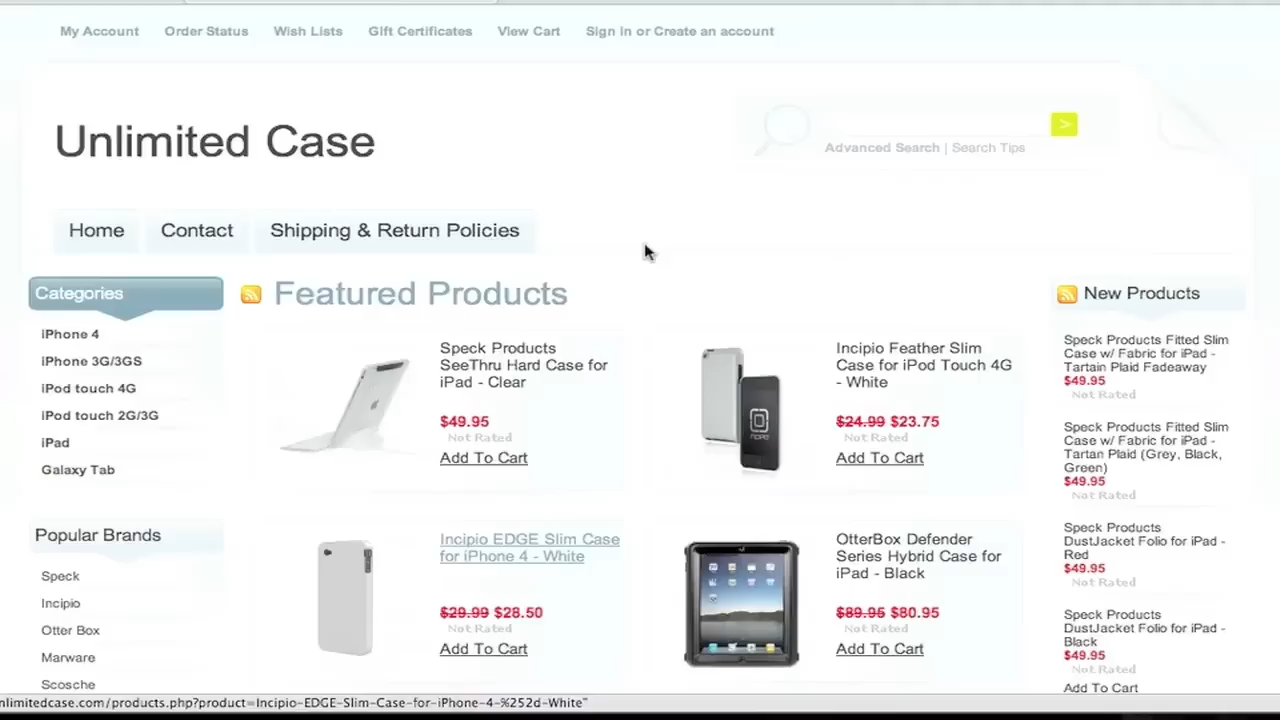 My Account Order Status Wish Lists Gift Certificates View Cart Sign in or Create an account
Unlimited Case
>
Advanced Search | Search Tips
Home Contact Shipping & Return Policies
Categories
iPhone 4
iPhone 3G/3GS
iPod touch 4G
iPod touch 2G/3G
iPad
Galaxy Tab
Popular Brands
Speck
Incipio
Otter Box
Marware
Scosche
Featured Products
Speck Products
SeeThru Hard Case for
iPad - Clear
$49.95
Not Rated
Add To Cart
Incipio Feather Slim
Case for iPod Touch 4G
- White
$24.99 $23.75
Not Rated
Add To Cart
Incipio EDGE Slim Case
for iPhone 4 - White
$29.99 $28.50
Not Rated
Add To Cart
OtterBox Defender
Series Hybrid Case for
iPad - Black
$89.95 $80.95
Not Rated
Add To Cart
New Products
Speck Products Fitted Slim
Case w/ Fabric for iPad -
Tartain Plaid Fadeaway
$49.95
Not Rated
Speck Products Fitted Slim
Case w/ Fabric for iPad -
Tartan Plaid (Grey, Black,
Green)
$49.95
Not Rated
Speck Products
DustJacket Folio for iPad -
Red
$49.95
Not Rated
Speck Products
DustJacket Folio for iPad -
Black
$49.95
Not Rated
Add To Cart
nlimitedcase.com/products.php?product=Incipio-EDGE-Slim-Case-for-iPhone-4-%252d-White"